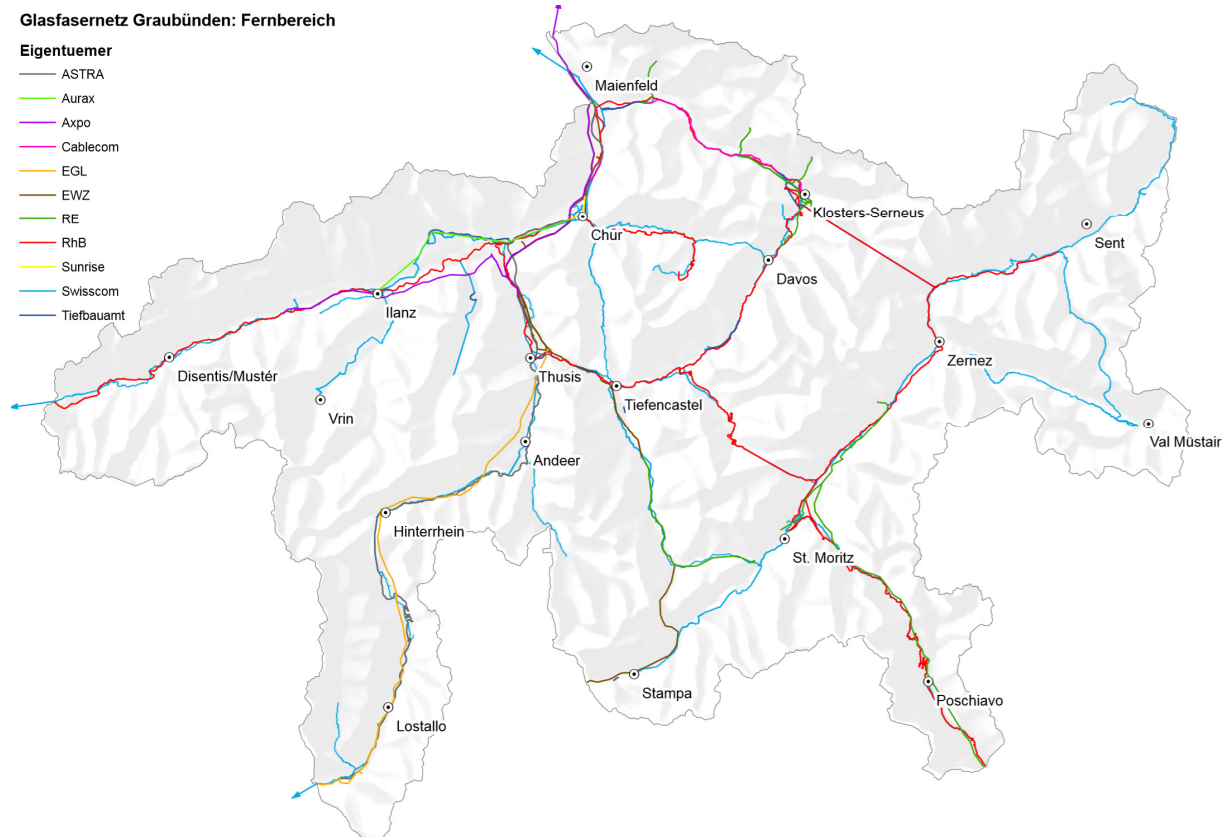 Glasfasernetz Graubünden: Fernbereich
Eigentuemer
ASTRA
Aurax
Axpo
Cablecom
EGL
EWZ
RE
RhB
Sunrise
Swisscom
Tiefbauamt
Maienfeld
Klosters-Serneus
Chur
Sent
Davos
Ilanz
Zernez
Disentis/Mustér
Thusis
Tiefencastel
Vrin
Val Müstair
Andeer
Hinterrhein
St. Moritz
Stampa
Poschiavo
Lostallo